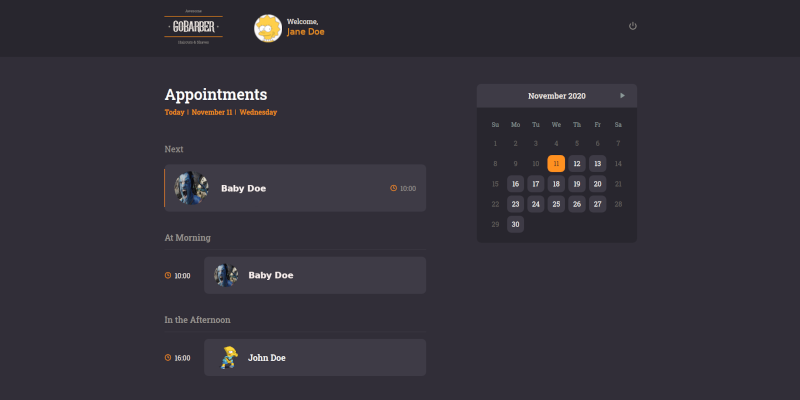 GOBARBER
Welcome,
Jane Doe
Appointments
Today | November 11 | Wednesday
Next
Baby Doe
10:00
At Morning
10:00
Baby Doe
In the Afternoon
16:00
John Doe
November 2020
Su Mo Tu We Th Fr Sa
1 2 3 4 5 6 7
8 9 10 11 12 13 14
15 16 17 18 19 20 21
22 23 24 25 26 27 28
29 30